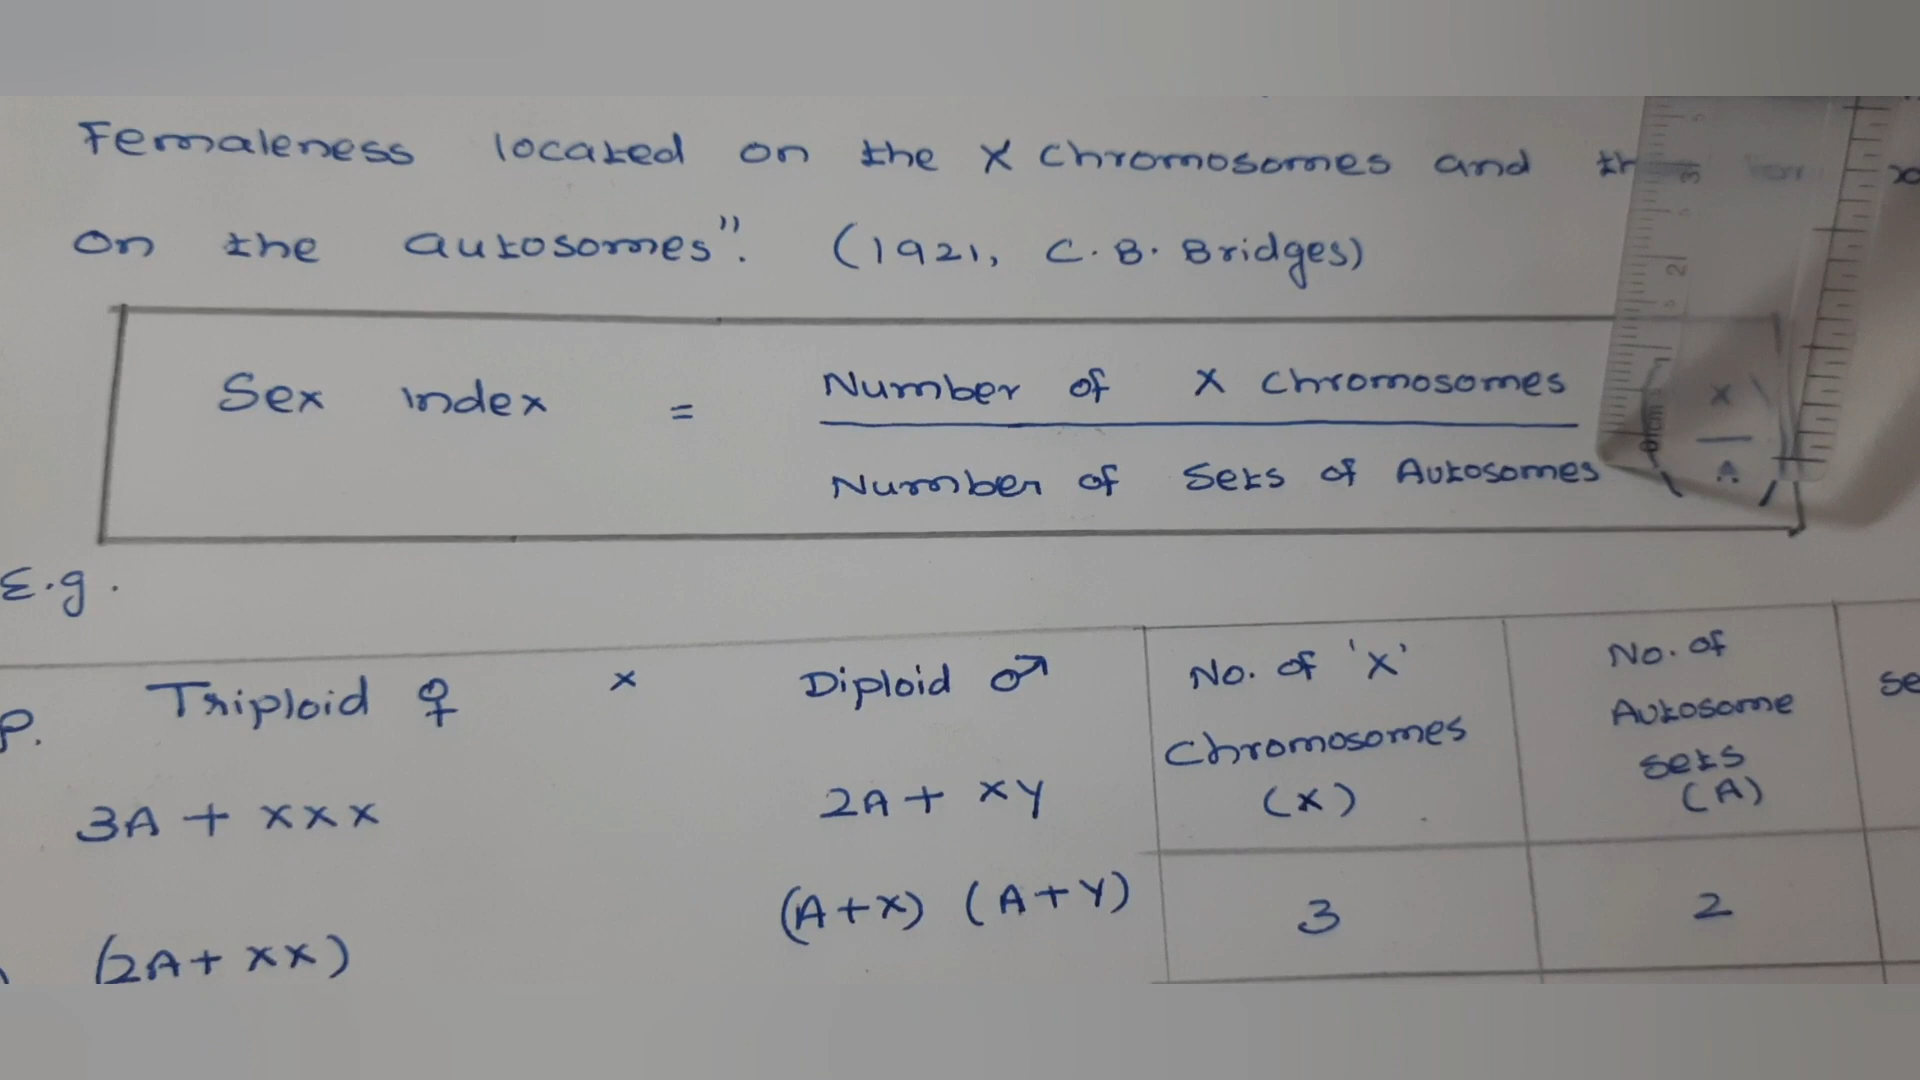 Femaleness located on the X chromosomes and
on the autosomes". (1921, C.B. Bridges)
Sex index = Number of X chromosomes (X
Number of Sets of Autosomes A)
E.g.
P. Triploid ♀ × Diploid ♂ No. of 'X' No. of
Chromosomes Autosome
sets
3A + XXX 2A + XY (X) (A)
(2A + XX) (A+X) (A+Y) 3 2